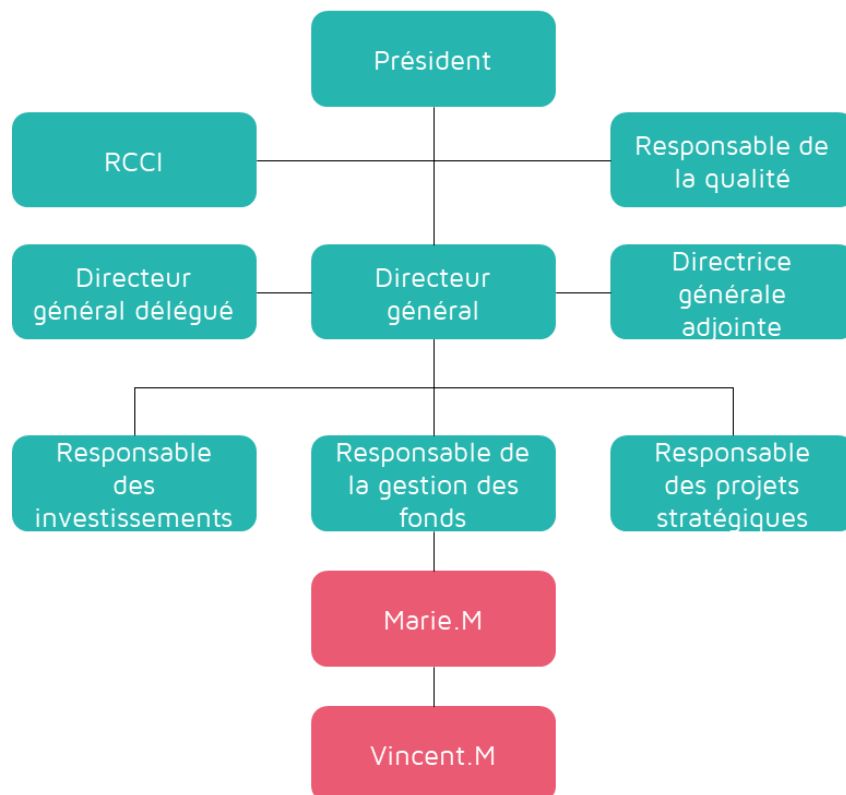 Président
RCCI
Responsable de
la qualité
Directeur
général délégué
Directeur
général
Directrice
générale
adjointe
Responsable
des
investissements
Responsable de
la gestion des
fonds
Responsable
des projets
stratégiques
Marie.M
Vincent.M